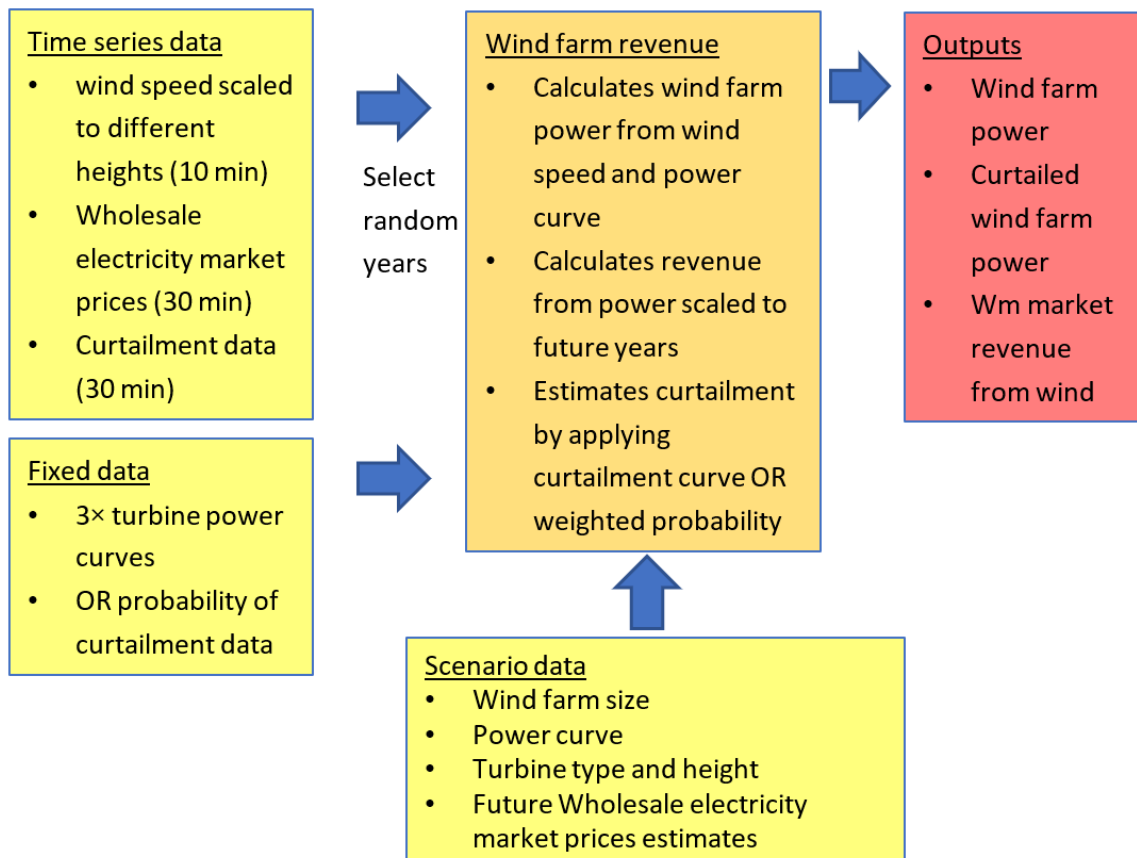 Time series data
• wind speed scaled
to different
heights (10 min)
• Wholesale
electricity market
prices (30 min)
• Curtailment data
(30 min)
Select
random
years
Fixed data
• 3× turbine power
curves
• OR probability of
curtailment data
Wind farm revenue
• Calculates wind farm
power from wind
speed and power
curve
• Calculates revenue
from power scaled to
future years
• Estimates curtailment
by applying
curtailment curve OR
weighted probability
Scenario data
• Wind farm size
• Power curve
• Turbine type and height
• Future Wholesale electricity
market prices estimates
Outputs
• Wind farm
power
• Curtailed
wind farm
power
• Wm market
revenue
from wind